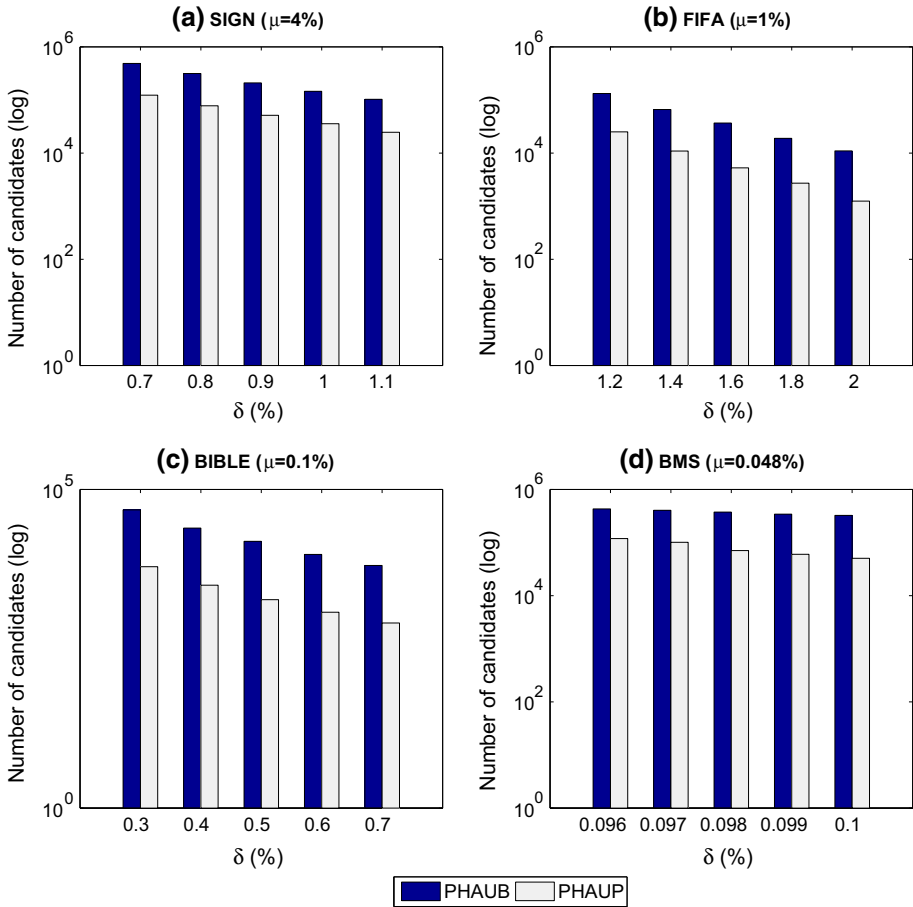 (a) SIGN (μ=4%)
Number of candidates (log)
10^6
10^4
10^2
10^0
0.7 0.8 0.9 1 1.1
δ (%)
(b) FIFA (μ=1%)
Number of candidates (log)
10^6
10^4
10^2
10^0
1.2 1.4 1.6 1.8 2
δ (%)
(c) BIBLE (μ=0.1%)
Number of candidates (log)
10^5
10^0
0.3 0.4 0.5 0.6 0.7
δ (%)
(d) BMS (μ=0.048%)
Number of candidates (log)
10^6
10^4
10^2
10^0
0.096 0.097 0.098 0.099 0.1
δ (%)
PHAUB PHAUP